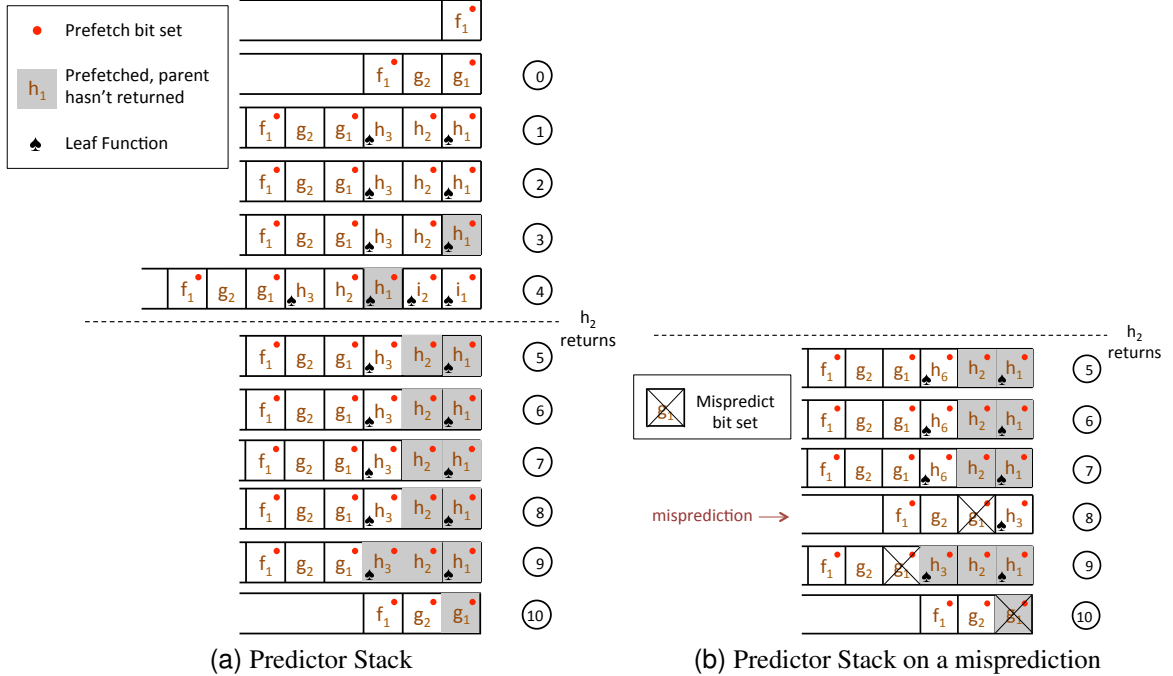 Prefetch bit set
h₁ Prefetched, parent
hasn't returned
♠ Leaf Function
f₁
f₁ g₂ g₁ 0
f₁ g₂ g₁ ♠h₃ h₂ ♠h₁ 1
f₁ g₂ g₁ ♠h₃ h₂ ♠h₁ 2
f₁ g₂ g₁ ♠h₃ h₂ ♠h₁ 3
f₁ g₂ g₁ ♠h₃ h₂ ♠h₁ ♠i₂ ♠i₁ 4
h₂
returns
f₁ g₂ g₁ ♠h₃ h₂ ♠h₁ 5
f₁ g₂ g₁ ♠h₃ h₂ ♠h₁ 6
f₁ g₂ g₁ ♠h₃ h₂ ♠h₁ 7
f₁ g₂ g₁ ♠h₃ h₂ ♠h₁ 8
f₁ g₂ g₁ ♠h₃ h₂ ♠h₁ 9
f₁ g₂ g₁ 10
(a) Predictor Stack
h₂
returns
f₁ g₂ g₁ ♠h₆ h₂ ♠h₁ 5
g₁ Mispredict
bit set
f₁ g₂ g₁ ♠h₆ h₂ ♠h₁ 6
f₁ g₂ g₁ ♠h₆ h₂ ♠h₁ 7
misprediction → f₁ g₂ g₁ ♠h₃ 8
f₁ g₂ g₁ ♠h₃ h₂ ♠h₁ 9
f₁ g₂ g₁ 10
(b) Predictor Stack on a misprediction